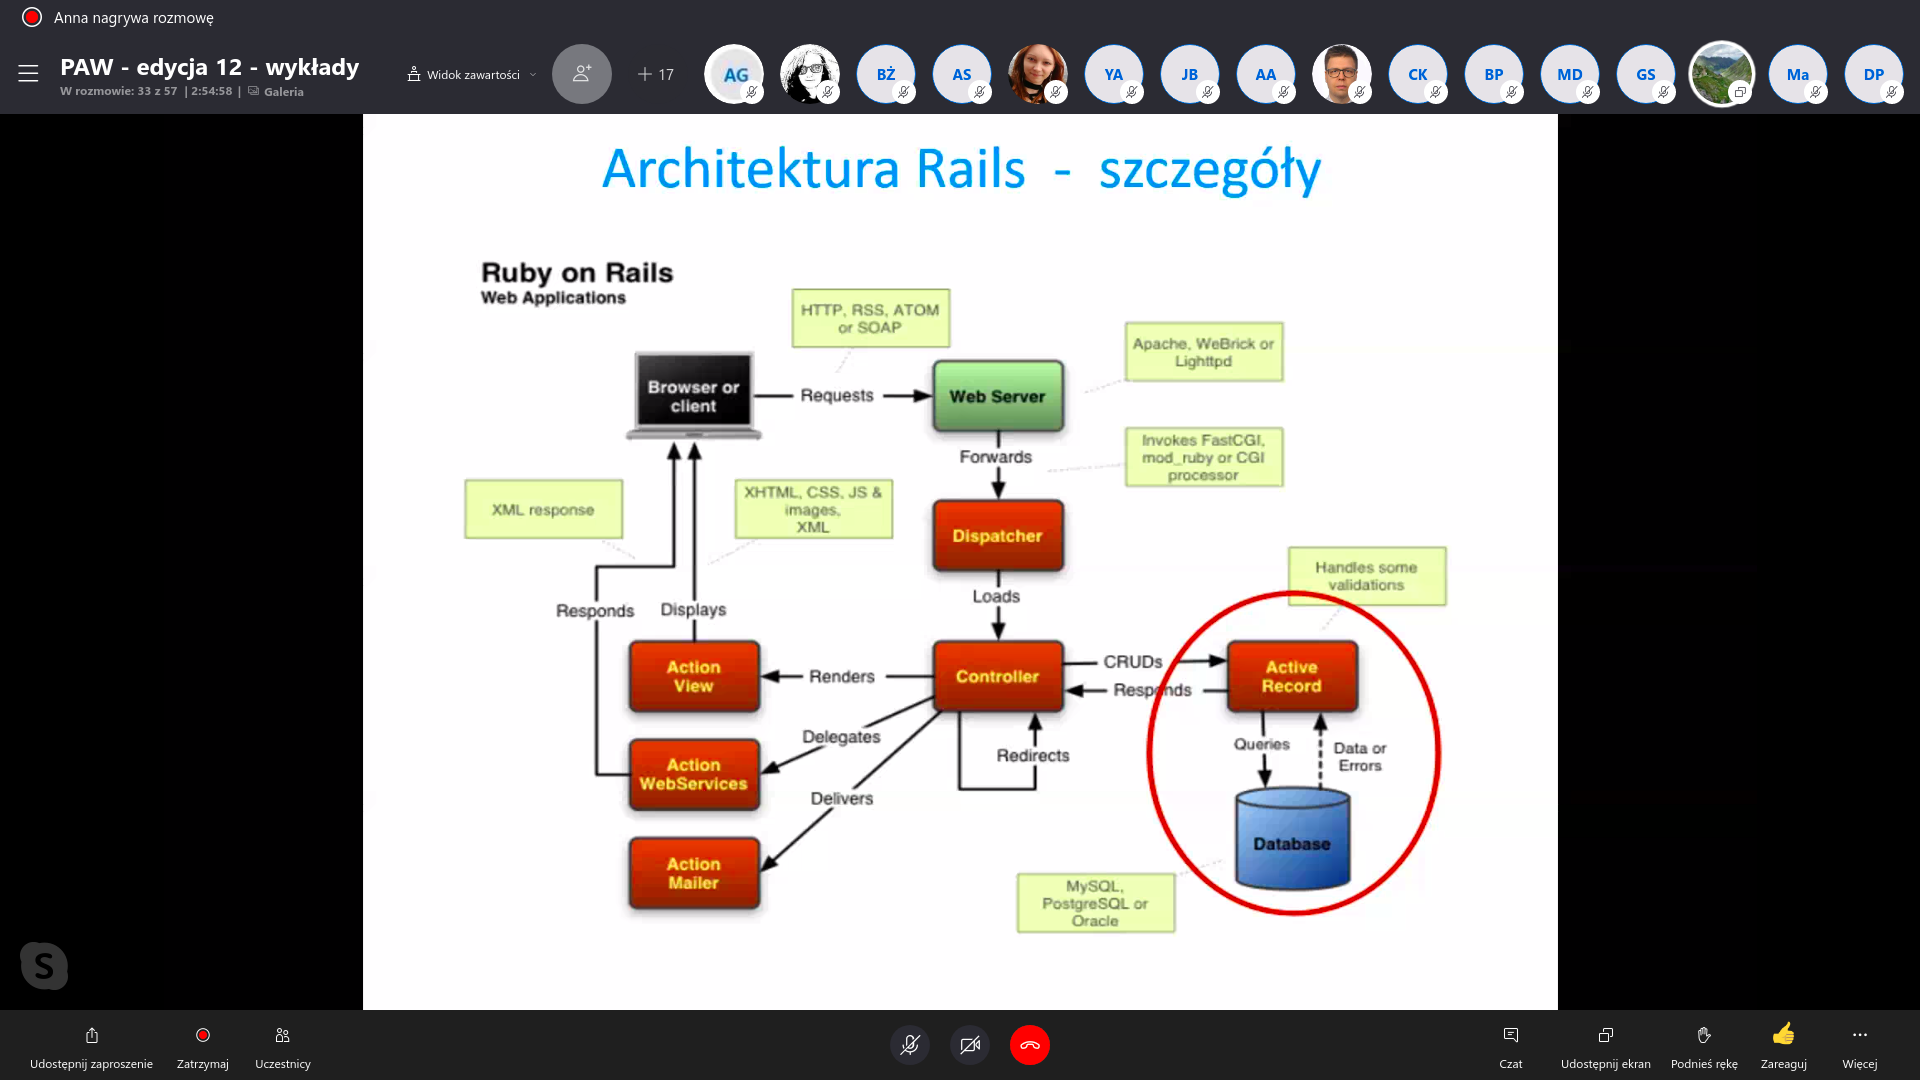 Anna nagrywa rozmowę
PAW - edycja 12 - wykłady
W rozmowie: 33 z 57 | 2:54:58 | Galeria
Widok zawartości
17
AG
BŻ
AS
YA
JB
AA
CK
BP
MD
GS
Ma
DP
Architektura Rails - szczegóły
Ruby on Rails
Web Applications
HTTP, RSS, ATOM
or SOAP
Apache, WeBrick or
Lighttpd
Browser or
client
Requests
Web Server
Forwards
Invokes FastCGI,
mod_ruby or CGI
processor
XML response
XHTML, CSS, JS &
images,
XML
Dispatcher
Handles some
validations
Responds
Displays
Loads
Action
View
Renders
Controller
CRUDs
Responds
Active
Record
Delegates
Redirects
Queries
Data or
Errors
Action
WebServices
Delivers
Database
Action
Mailer
MySQL,
PostgreSQL or
Oracle
S
Udostępnij zaproszenie
Zatrzymaj
Uczestnicy
Czat
Udostępnij ekran
Podnieś rękę
Zareaguj
Więcej